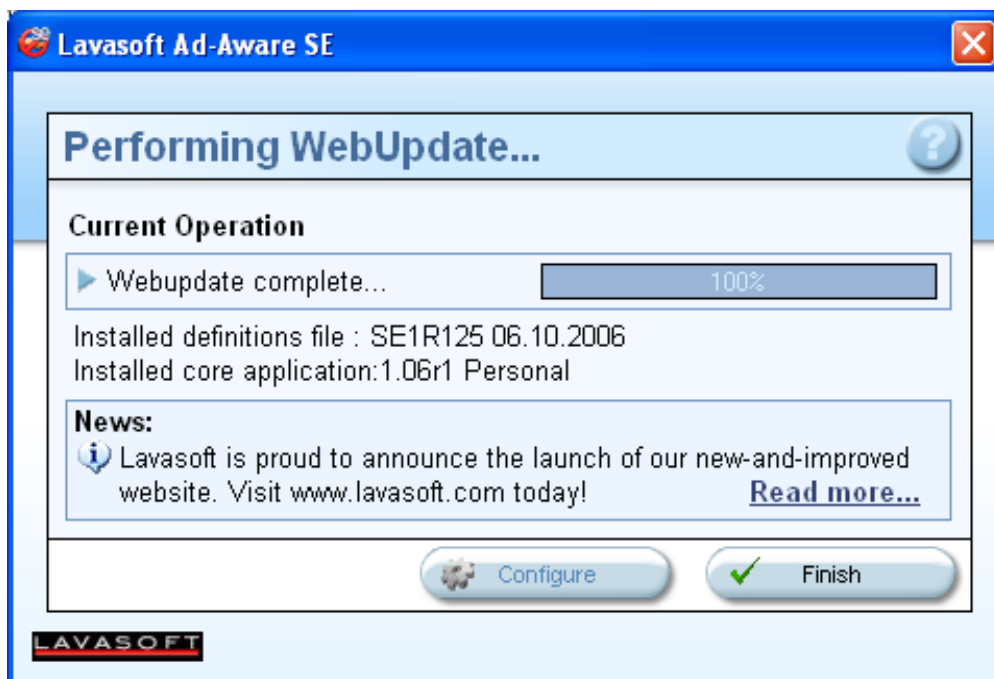 Lavasoft Ad-Aware SE
Performing WebUpdate...
?
Current Operation
Webupdate complete...
100%
Installed definitions file : SE1R125 06.10.2006
Installed core application:1.06r1 Personal
News:
Lavasoft is proud to announce the launch of our new-and-improved
website. Visit www.lavasoft.com today! Read more...
Configure
Finish
LAVASOFT